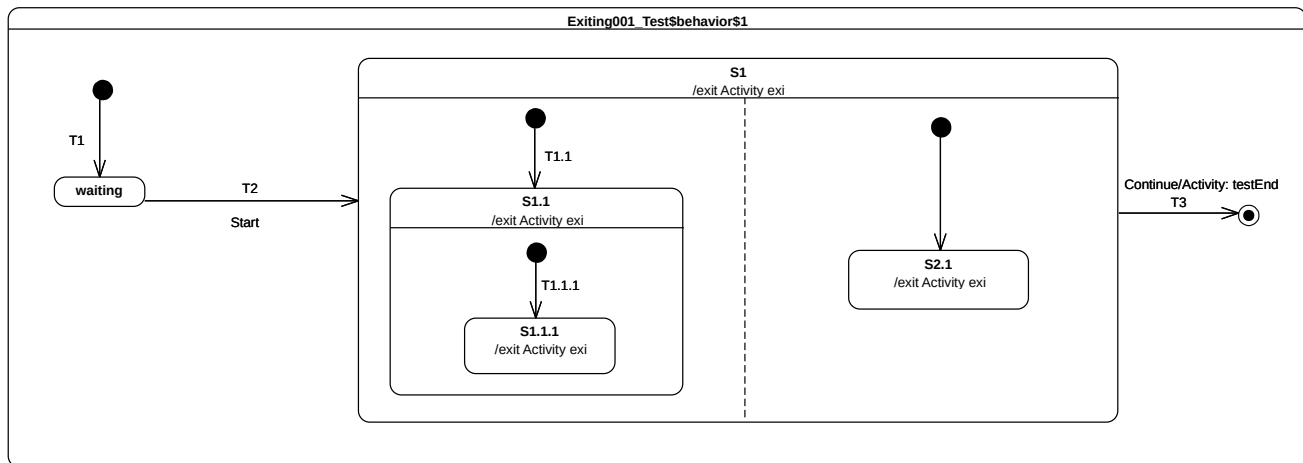 Exiting001_Test$behavior$1
S1
/exit Activity exi
T1
T1.1
waiting
T2
Start
S1.1
/exit Activity exi
T1.1.1
S1.1.1
/exit Activity exi
S2.1
/exit Activity exi
Continue/Activity: testEnd
T3